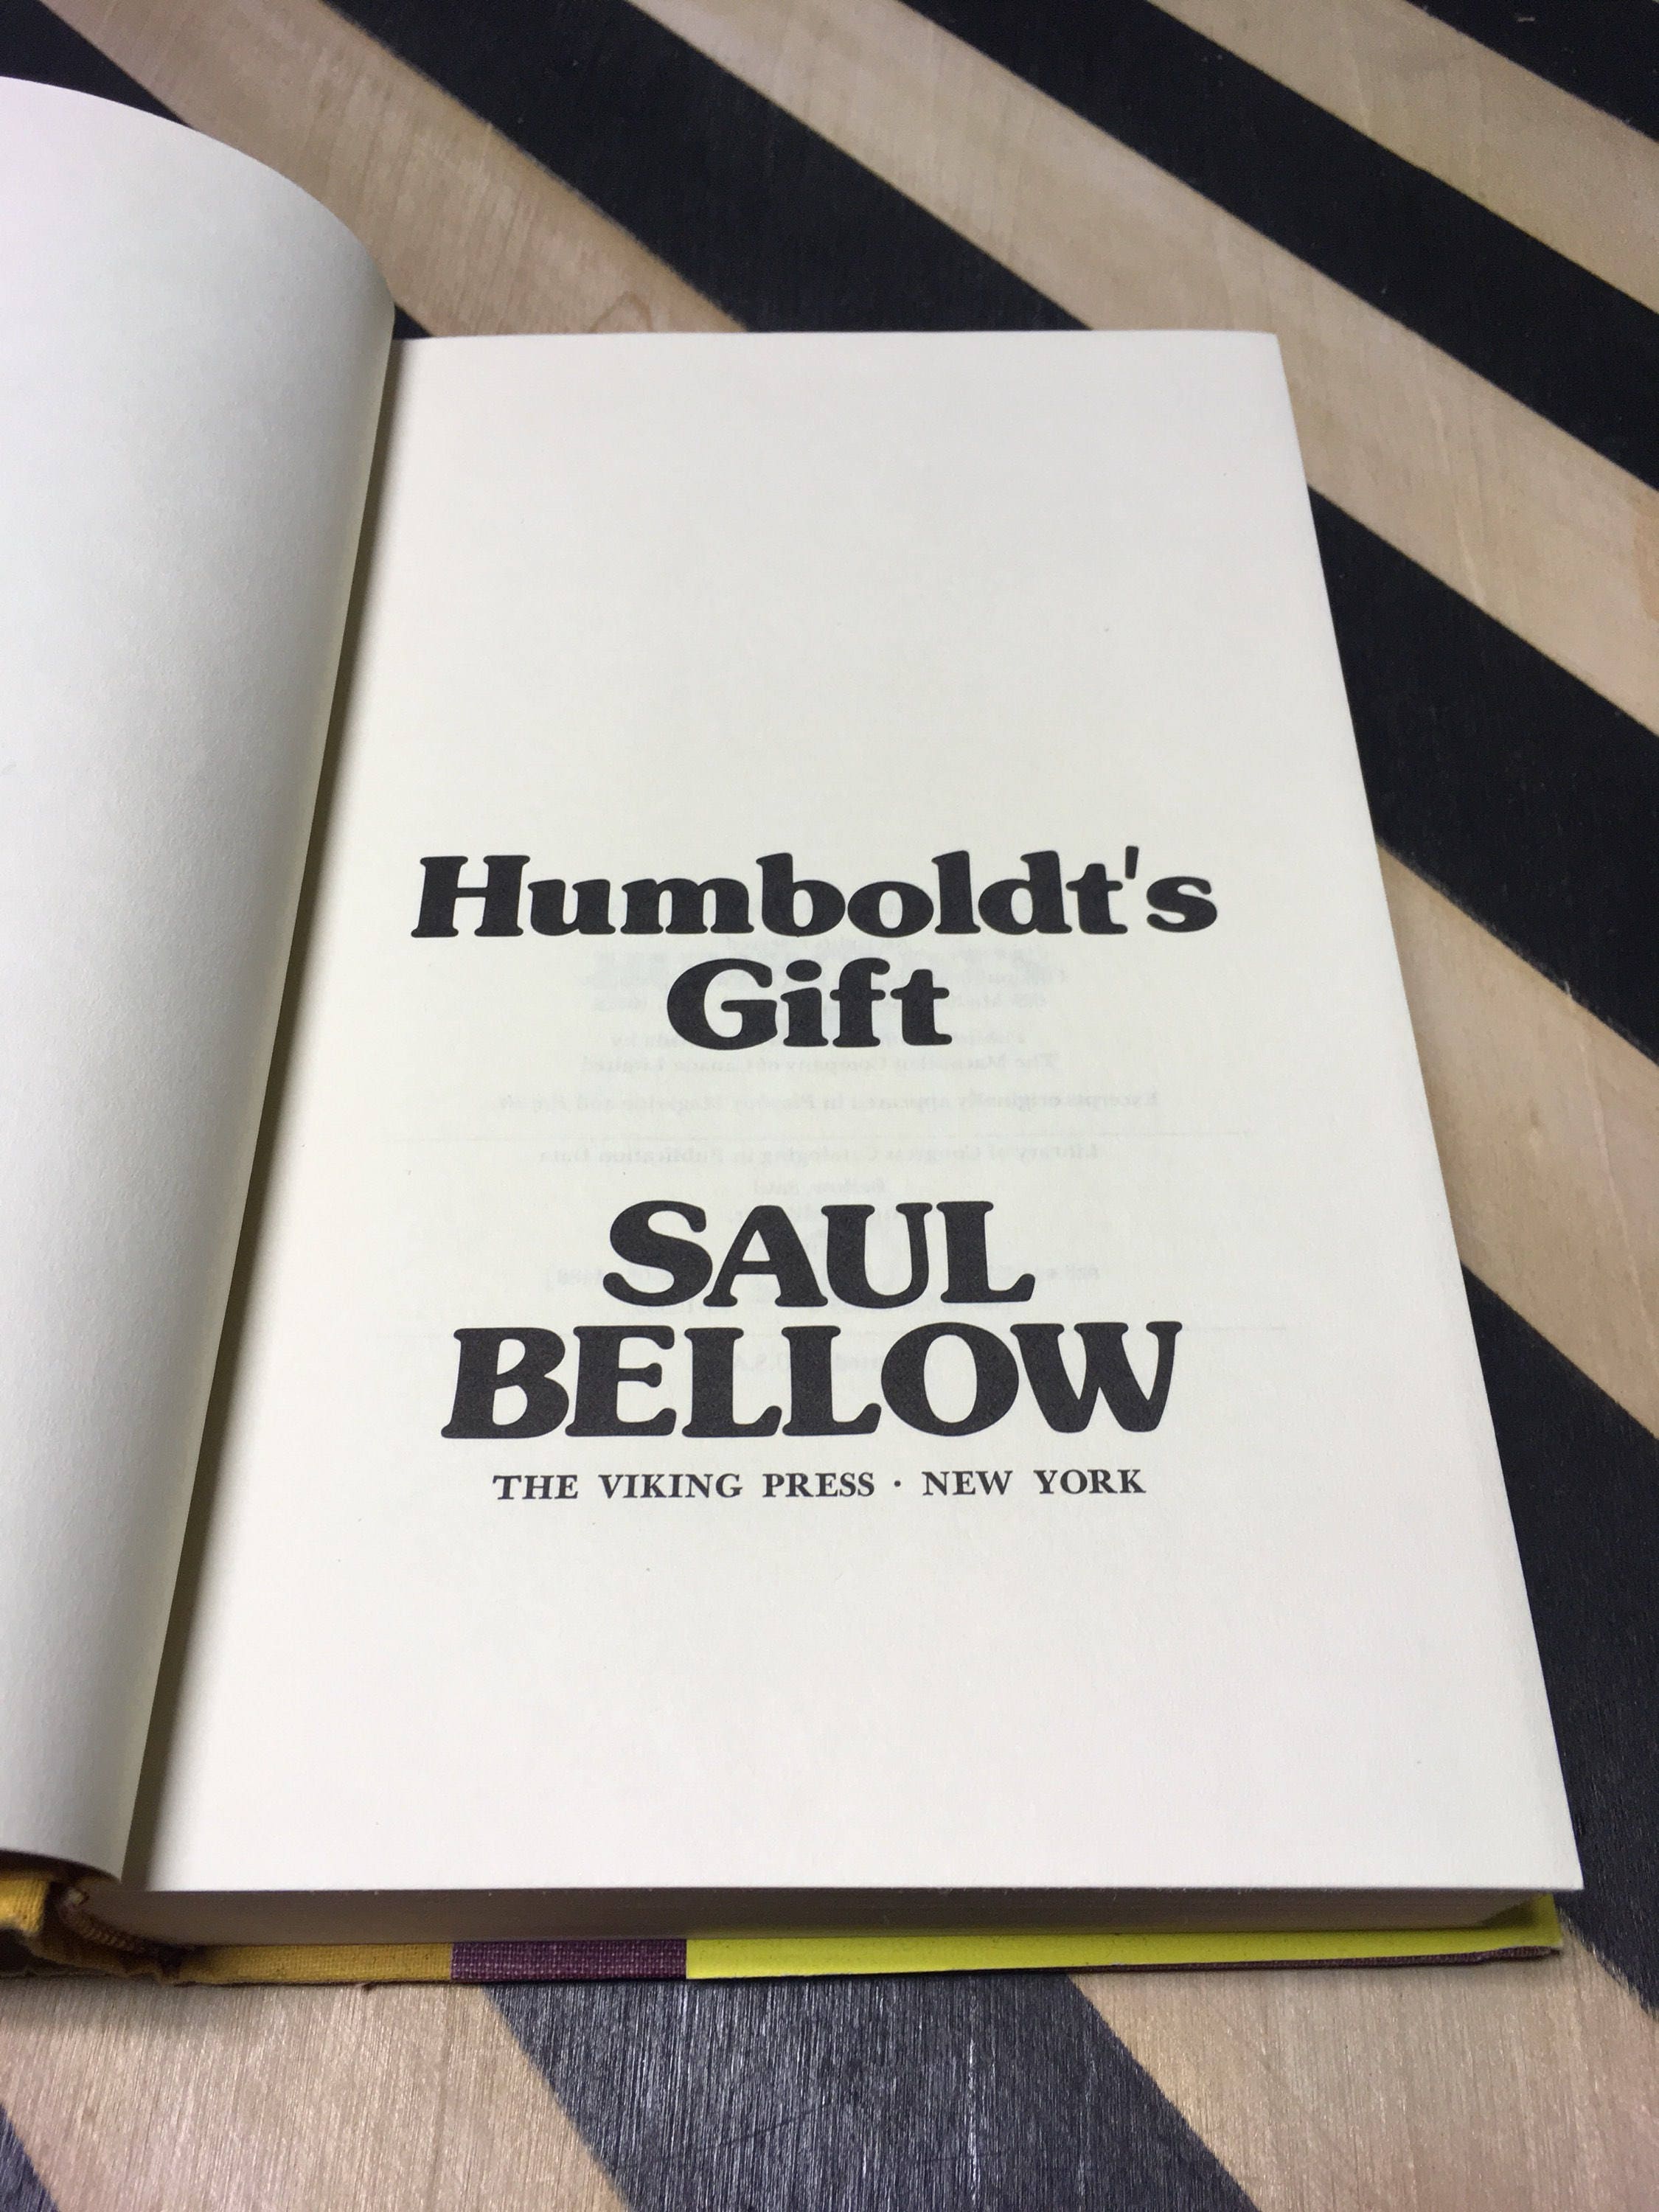 Humboldt's
Gift
SAUL
BELLOW
THE VIKING PRESS · NEW YORK